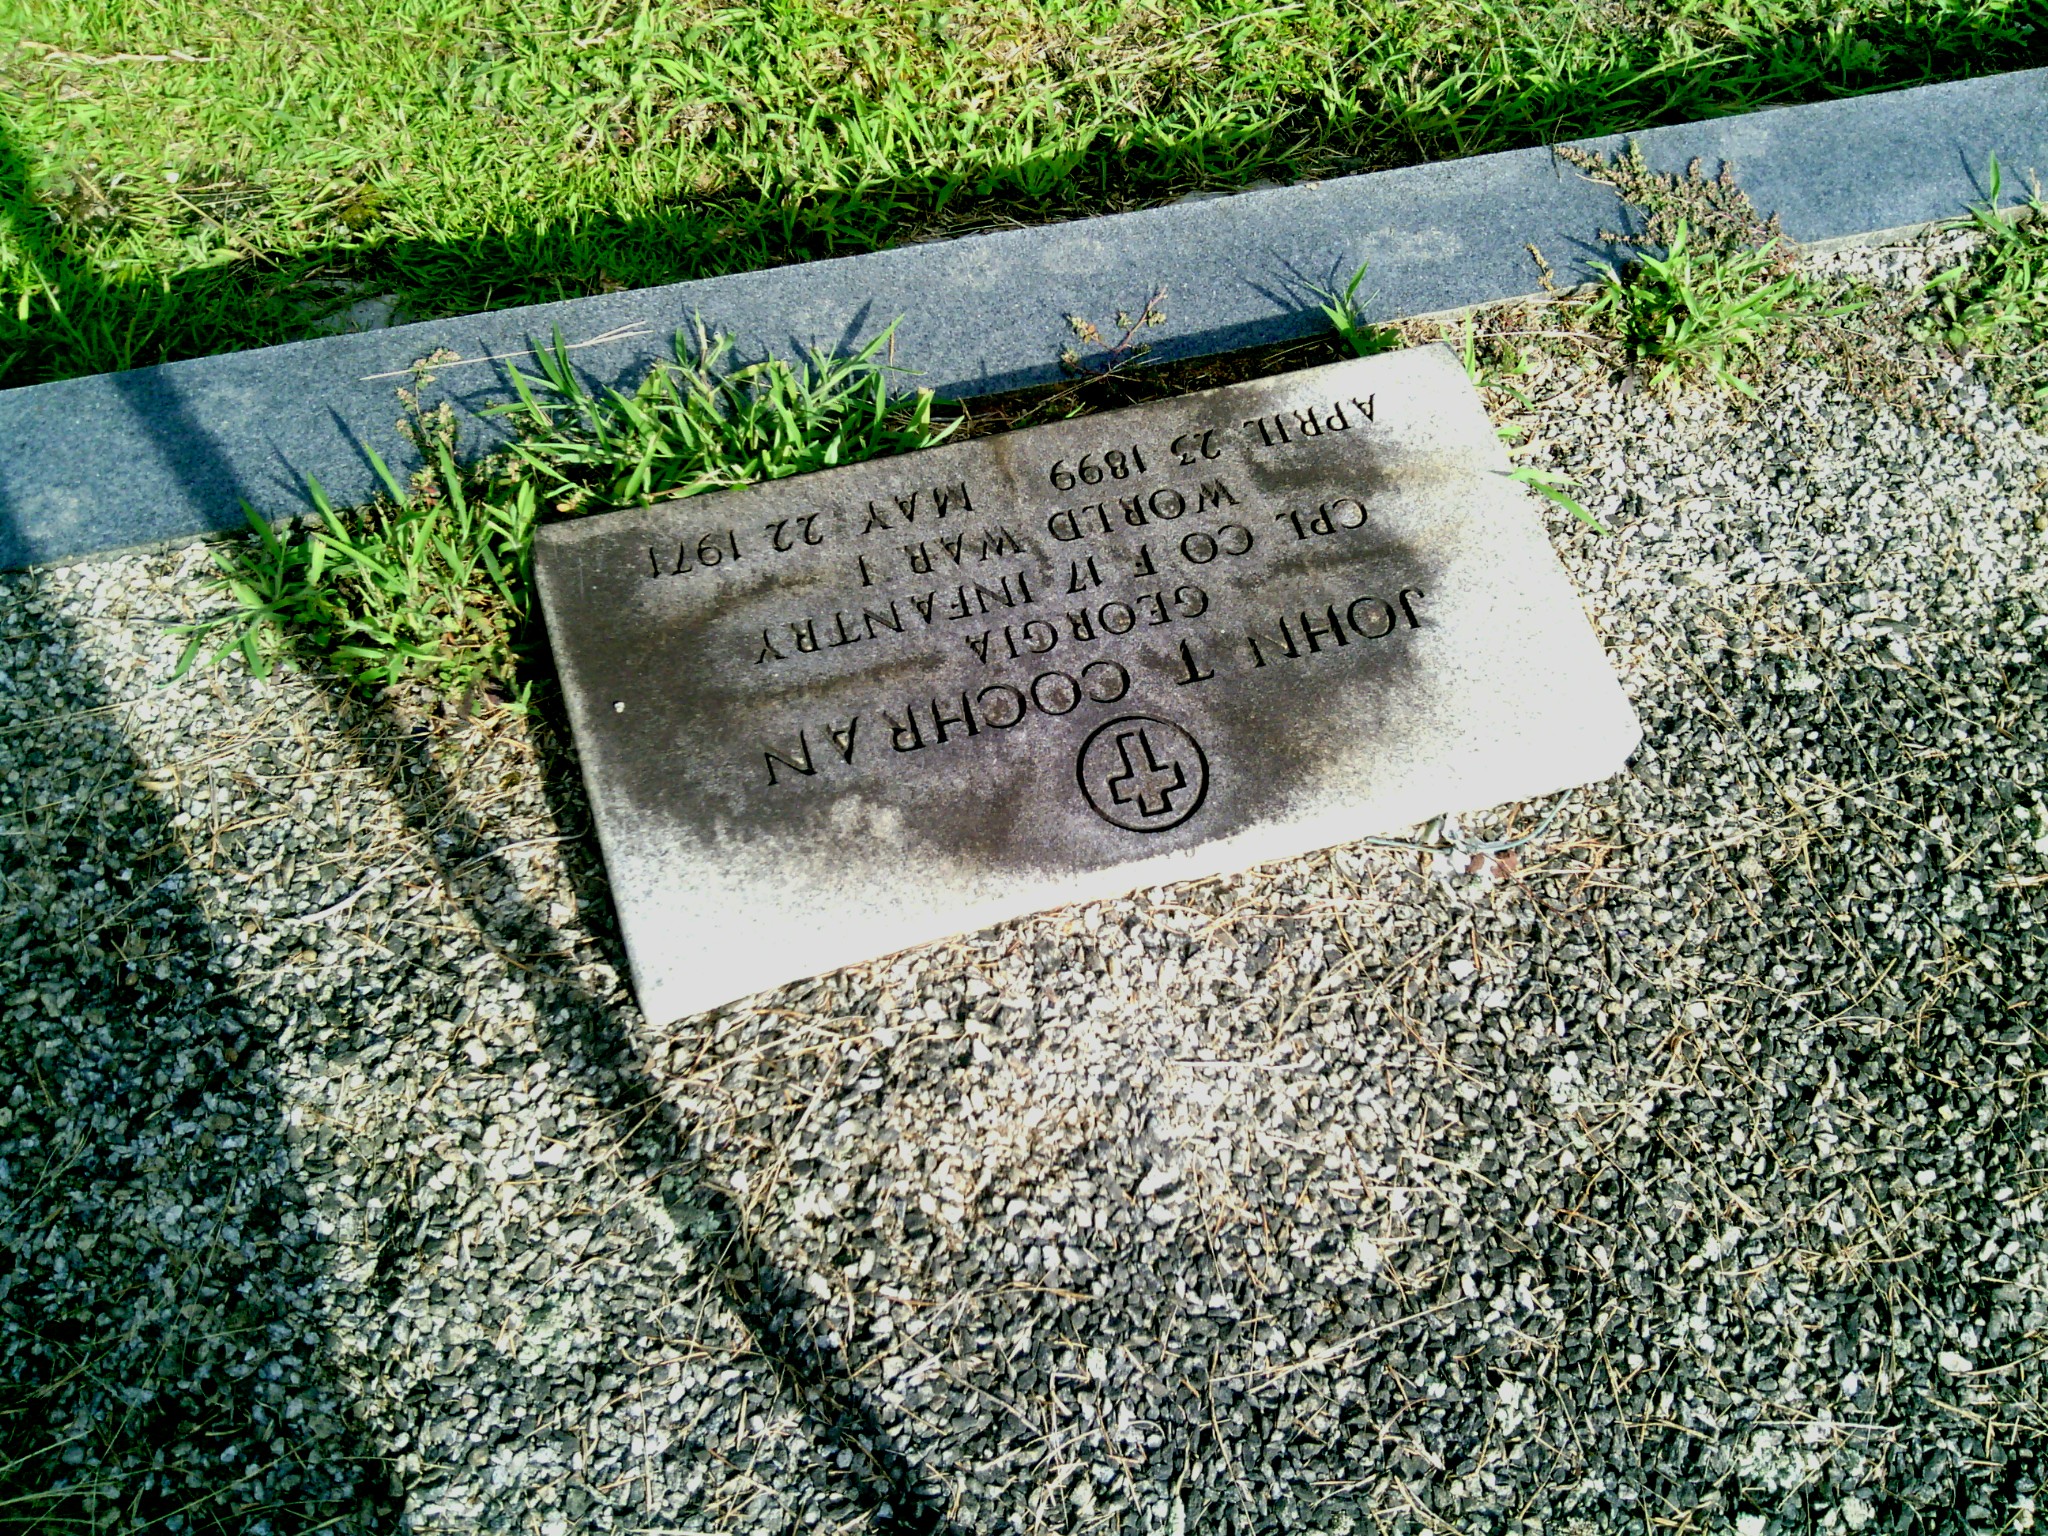 JOHN T. COCHRAN
GEORGIA
CPL CO F 17 INFANTRY
WORLD WAR I
APRIL 23 1899 MAY 22 1971